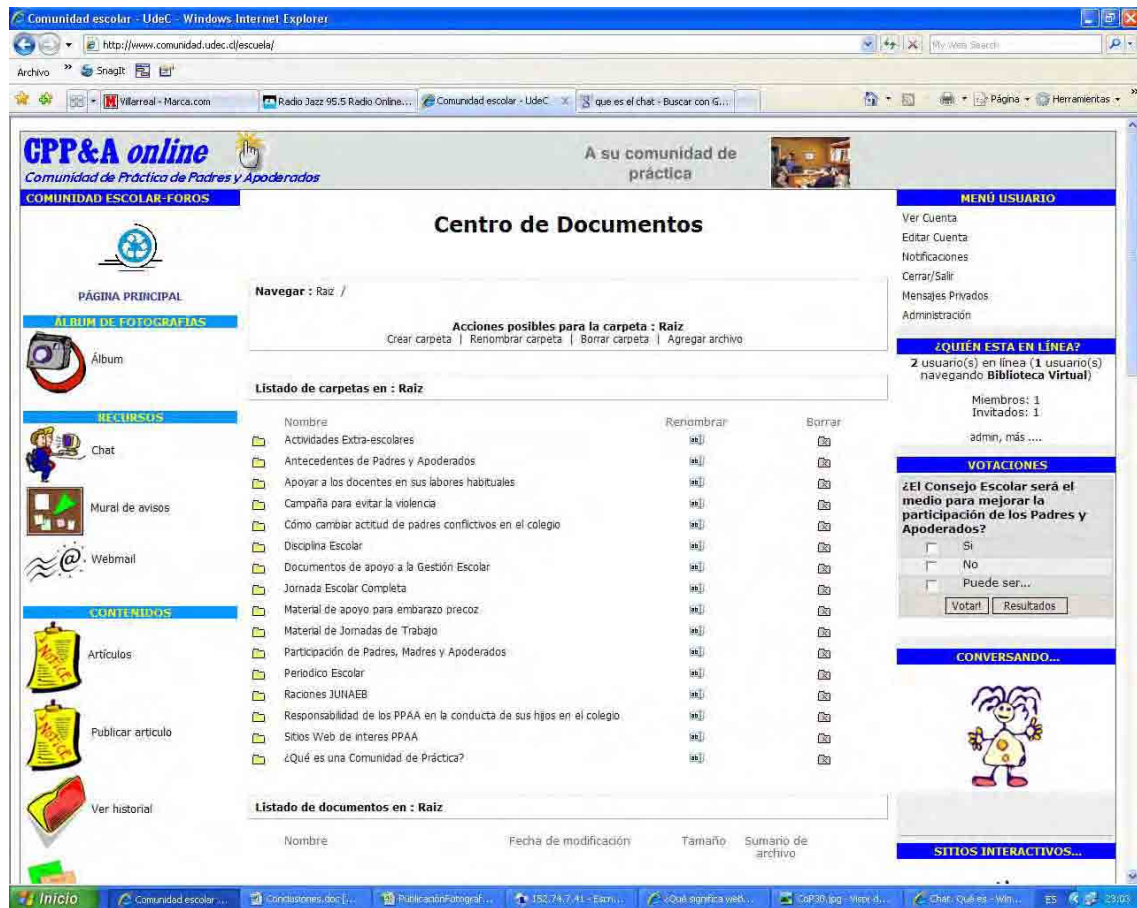 Comunidad escolar - UdeC - Windows Internet Explorer
http://www.comunidad.udec.cl/escuela/
My Web Search
Archivo » SnagIt
Villarreal - Marca.com
Radio Jazz 95.5 Radio Online...
Comunidad escolar - UdeC
que es el chat - Buscar con G...
Página
Herramientas
CPP&A online
Comunidad de Práctica de Padres y Apoderados
A su comunidad de
práctica
COMUNIDAD ESCOLAR-FOROS
PÁGINA PRINCIPAL
ÁLBUM DE FOTOGRAFÍAS
Álbum
RECURSOS
Chat
Mural de avisos
Webmail
CONTENIDOS
NOTICE
Artículos
NOTICE
Publicar articulo
Ver historial
Centro de Documentos
Navegar : Raiz /
Acciones posibles para la carpeta : Raiz
Crear carpeta | Renombrar carpeta | Borrar carpeta | Agregar archivo
Listado de carpetas en : Raiz
Nombre Renombrar Borrar
Actividades Extra-escolares
Antecedentes de Padres y Apoderados
Apoyar a los docentes en sus labores habituales
Campaña para evitar la violencia
Cómo cambiar actitud de padres conflictivos en el colegio
Disciplina Escolar
Documentos de apoyo a la Gestión Escolar
Jornada Escolar Completa
Material de apoyo para embarazo precoz
Material de Jornadas de Trabajo
Participación de Padres, Madres y Apoderados
Periodico Escolar
Raciones JUNAEB
Responsabilidad de los PPAA en la conducta de sus hijos en el colegio
Sitios Web de interes PPAA
¿Qué es una Comunidad de Práctica?
Listado de documentos en : Raiz
Nombre Fecha de modificación Tamaño Sumario de
archivo
MENÚ USUARIO
Ver Cuenta
Editar Cuenta
Notificaciones
Cerrar/Salir
Mensajes Privados
Administración
¿QUIÉN ESTA EN LÍNEA?
2 usuario(s) en línea (1 usuario(s)
navegando Biblioteca Virtual)
Miembros: 1
Invitados: 1
admin, más ....
VOTACIONES
¿El Consejo Escolar será el
medio para mejorar la
participación de los Padres y
Apoderados?
Si
No
Puede ser...
Votar! Resultados
CONVERSANDO...
SITIOS INTERACTIVOS...
Inicio
Comunidad escolar ...
Conclusiones.doc [...
PublicaciónFotograf...
152.74.7.41 - Escri...
¿Qué significa web...
CoP30.jpg - Visor d...
Chat. Qué es - Win...
ES 23:03